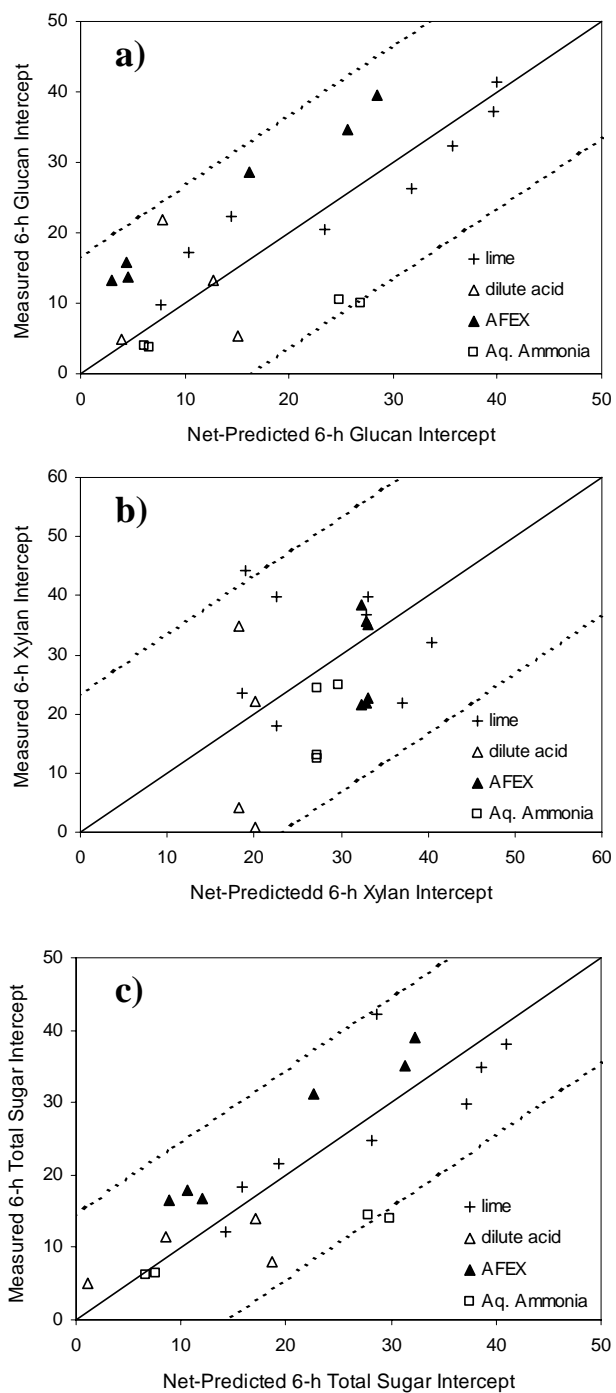 a)
50
40
30
20
10
0
Measured 6-h Glucan Intercept
lime
dilute acid
AFEX
Aq. Ammonia
0 10 20 30 40 50
Net-Predicted 6-h Glucan Intercept
b)
60
50
40
30
20
10
0
Measured 6-h Xylan Intercept
lime
dilute acid
AFEX
Aq. Ammonia
0 10 20 30 40 50 60
Net-Predictedd 6-h Xylan Intercept
c)
50
40
30
20
10
0
Measured 6-h Total Sugar Intercept
lime
dilute acid
AFEX
Aq. Ammonia
0 10 20 30 40 50
Net-Predicted 6-h Total Sugar Intercept